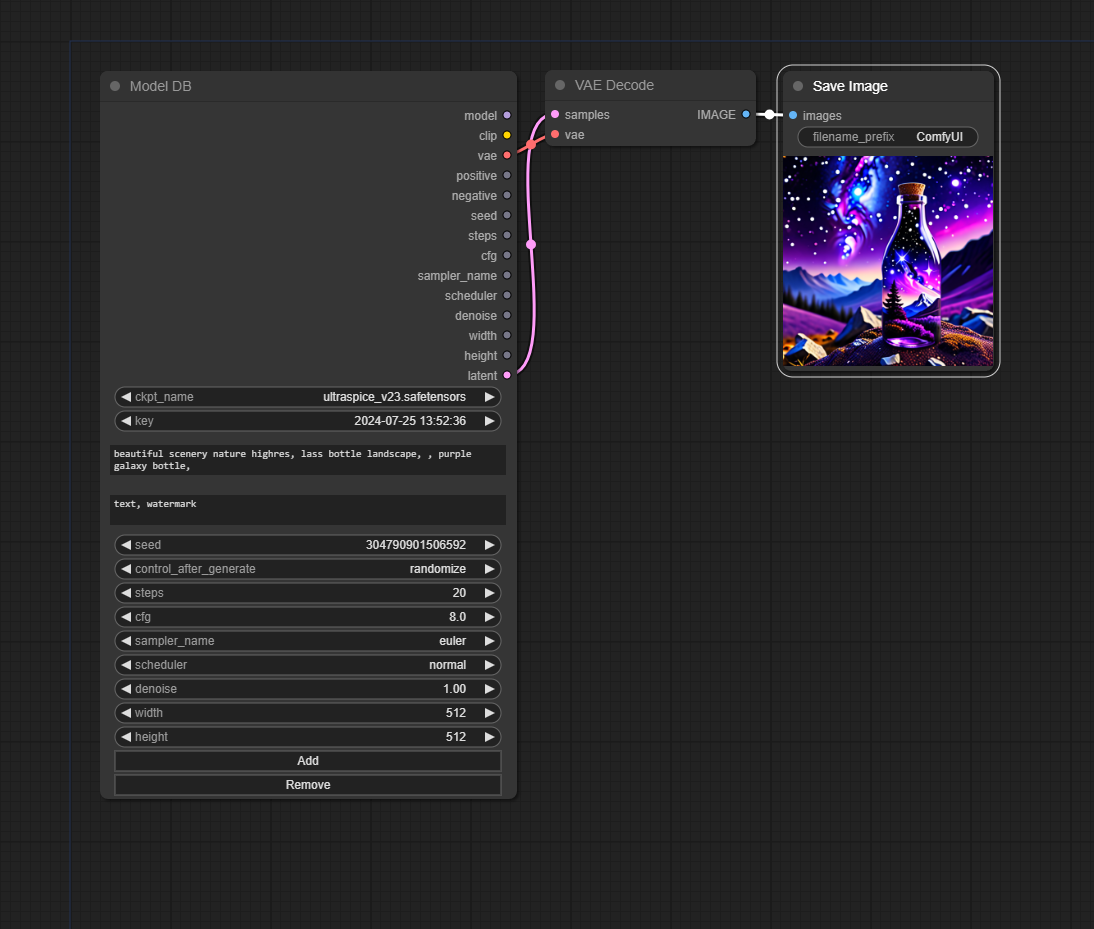 Model DB
model
clip
vae
positive
negative
seed
steps
cfg
sampler_name
scheduler
denoise
width
height
latent
ckpt_name ultraspice_v23.safetensors
key 2024-07-25 13:52:36
beautiful scenery nature highres, lass bottle landscape, , purple
galaxy bottle,
text, watermark
seed 304790901506592
control_after_generate randomize
steps 20
cfg 8.0
sampler_name euler
scheduler normal
denoise 1.00
width 512
height 512
Add
Remove
VAE Decode
samples IMAGE
vae
Save Image
images
filename_prefix ComfyUI